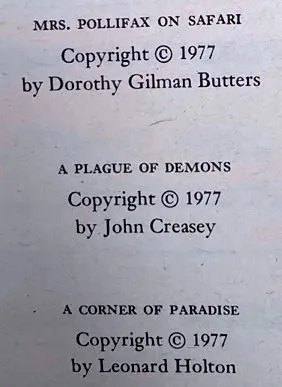 MRS. POLLIFAX ON SAFARI
Copyright © 1977
by Dorothy Gilman Butters
A PLAGUE OF DEMONS
Copyright © 1977
by John Creasey
A CORNER OF PARADISE
Copyright © 1977
by Leonard Holton